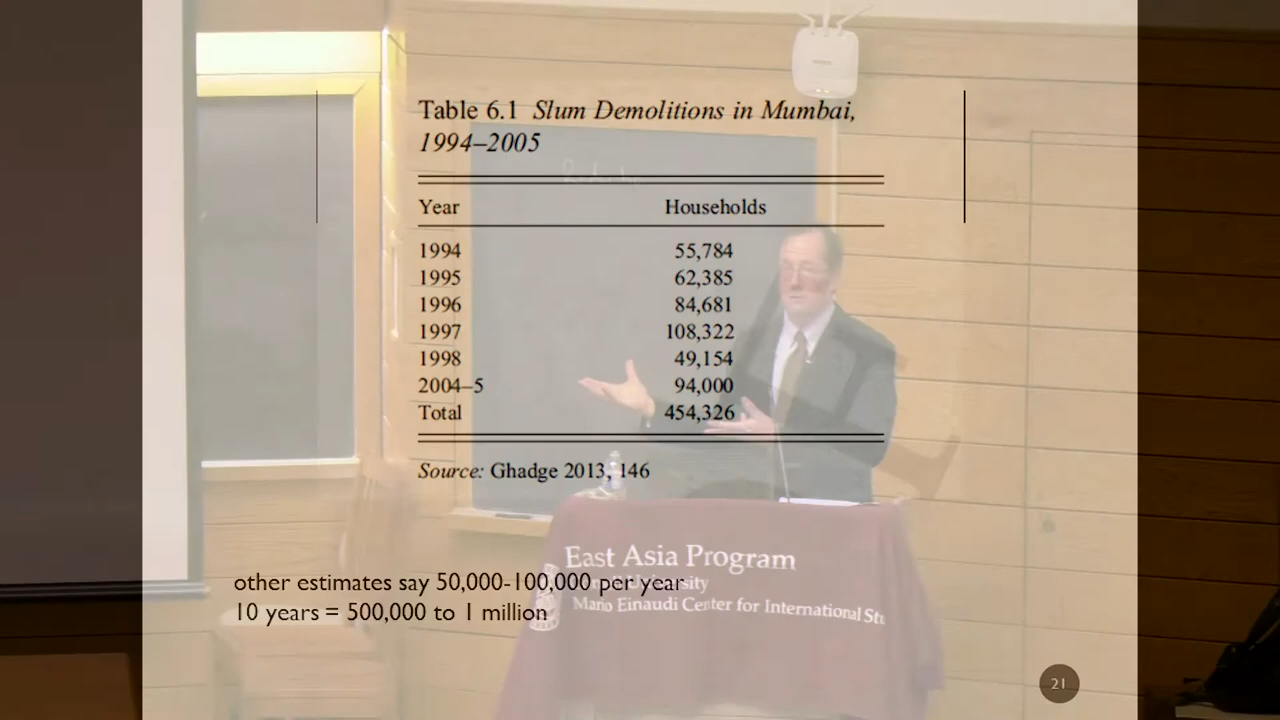 Table 6.1 Slum Demolitions in Mumbai,
1994–2005
Year Households
1994 55,784
1995 62,385
1996 84,681
1997 108,322
1998 49,154
2004–5 94,000
Total 454,326
Source: Ghadge 2013, 146
other estimates say 50,000-100,000 per year
10 years = 500,000 to 1 million
East Asia Program
University
Mario Einaudi Center for International
21